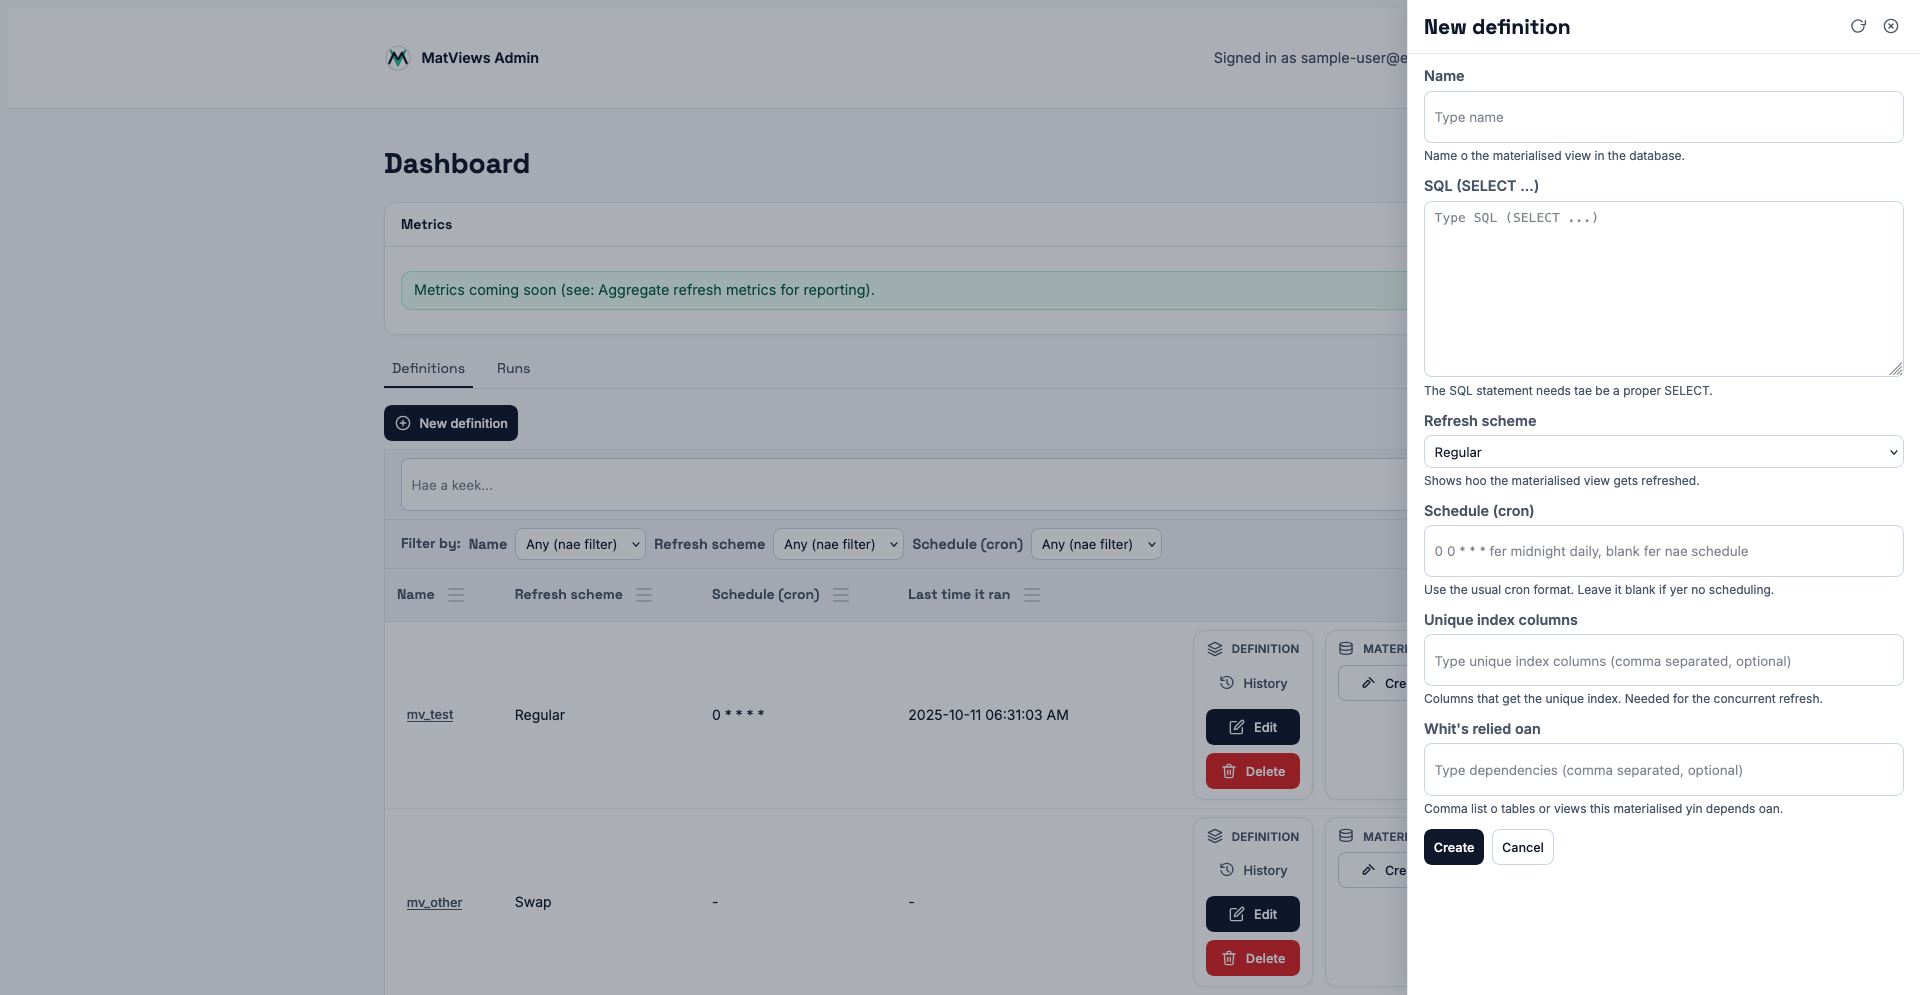 MatViews Admin
Signed in as sample-user@e
Dashboard
Metrics
Metrics coming soon (see: Aggregate refresh metrics for reporting).
Definitions
Runs
New definition
Hae a keek...
Filter by:
Name
Any (nae filter)
Refresh scheme
Any (nae filter)
Schedule (cron)
Any (nae filter)
Name
Refresh scheme
Schedule (cron)
Last time it ran
mv_test
Regular
0 * * * *
2025-10-11 06:31:03 AM
DEFINITION
History
Edit
Delete
MATERI
Cre
mv_other
Swap
-
-
DEFINITION
History
Edit
Delete
MATERI
Cre
New definition
Name
Type name
Name o the materialised view in the database.
SQL (SELECT ...)
Type SQL (SELECT ...)
The SQL statement needs tae be a proper SELECT.
Refresh scheme
Regular
Shows hoo the materialised view gets refreshed.
Schedule (cron)
0 0 * * * fer midnight daily, blank fer nae schedule
Use the usual cron format. Leave it blank if yer no scheduling.
Unique index columns
Type unique index columns (comma separated, optional)
Columns that get the unique index. Needed for the concurrent refresh.
Whit's relied oan
Type dependencies (comma separated, optional)
Comma list o tables or views this materialised yin depends oan.
Create
Cancel